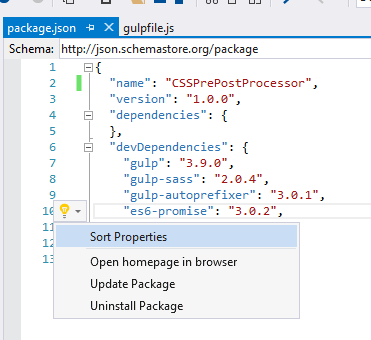 package.json gulpfile.js
Schema: http://json.schemastore.org/package
1 {
2 "name": "CSSPrePostProcessor",
3 "version": "1.0.0",
4 "dependencies": {
5 },
6 "devDependencies": {
7 "gulp": "3.9.0",
8 "gulp-sass": "2.0.4",
9 "gulp-autoprefixer": "3.0.1",
10 "es6-promise": "3.0.2",
11
Sort Properties
12
Open homepage in browser
13
Update Package
Uninstall Package